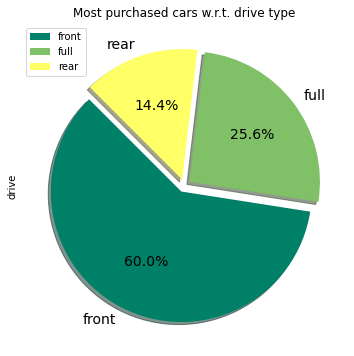 Most purchased cars w.r.t. drive type
front
full
rear
rear
full
14.4%
25.6%
drive
60.0%
front